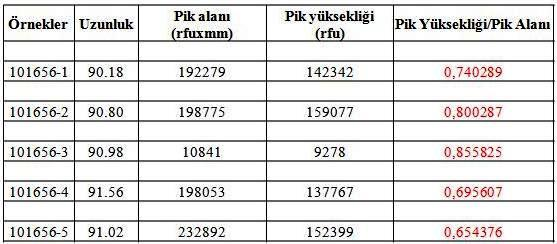 Örnekler Uzunluk Pik alanı (rfuxmm) Pik yüksekliği (rfu) Pik Yüksekliği/Pik Alanı
101656-1 90.18 192279 142342 0,740289
101656-2 90.80 198775 159077 0,800287
101656-3 90.98 10841 9278 0,855825
101656-4 91.56 198053 137767 0,695607
101656-5 91.02 232892 152399 0,654376